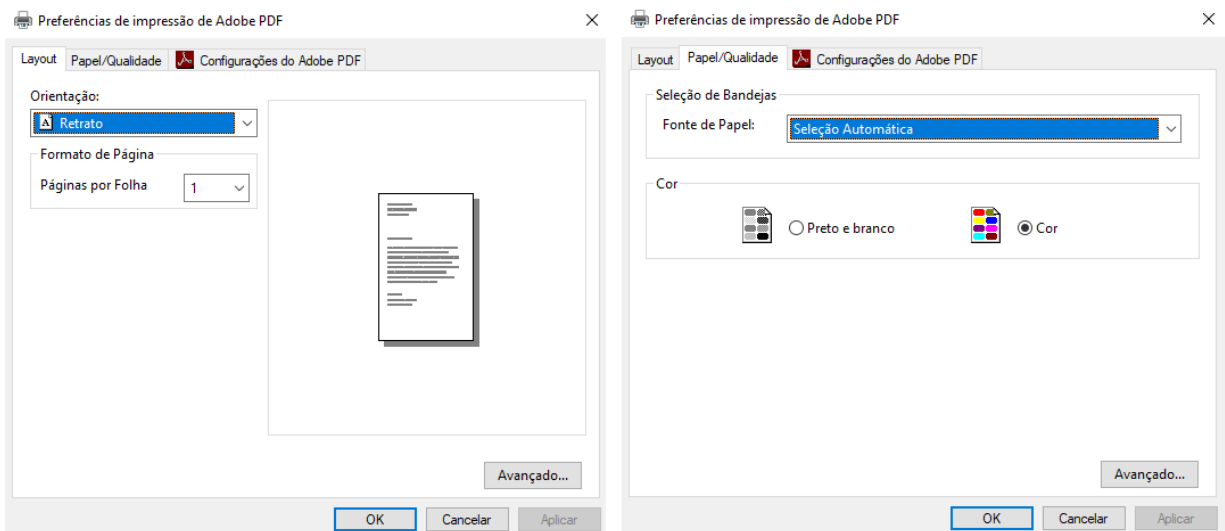 Preferências de impressão de Adobe PDF
Layout Papel/Qualidade Configurações do Adobe PDF
Orientação:
A Retrato
Formato de Página
Páginas por Folha 1
Avançado...
OK Cancelar Aplicar
Preferências de impressão de Adobe PDF
Layout Papel/Qualidade Configurações do Adobe PDF
Seleção de Bandejas
Fonte de Papel: Seleção Automática
Cor
Preto e branco Cor
Avançado...
OK Cancelar Aplicar